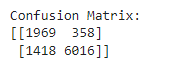 Confusion Matrix:
[[1969  358]
 [1418 6016]]